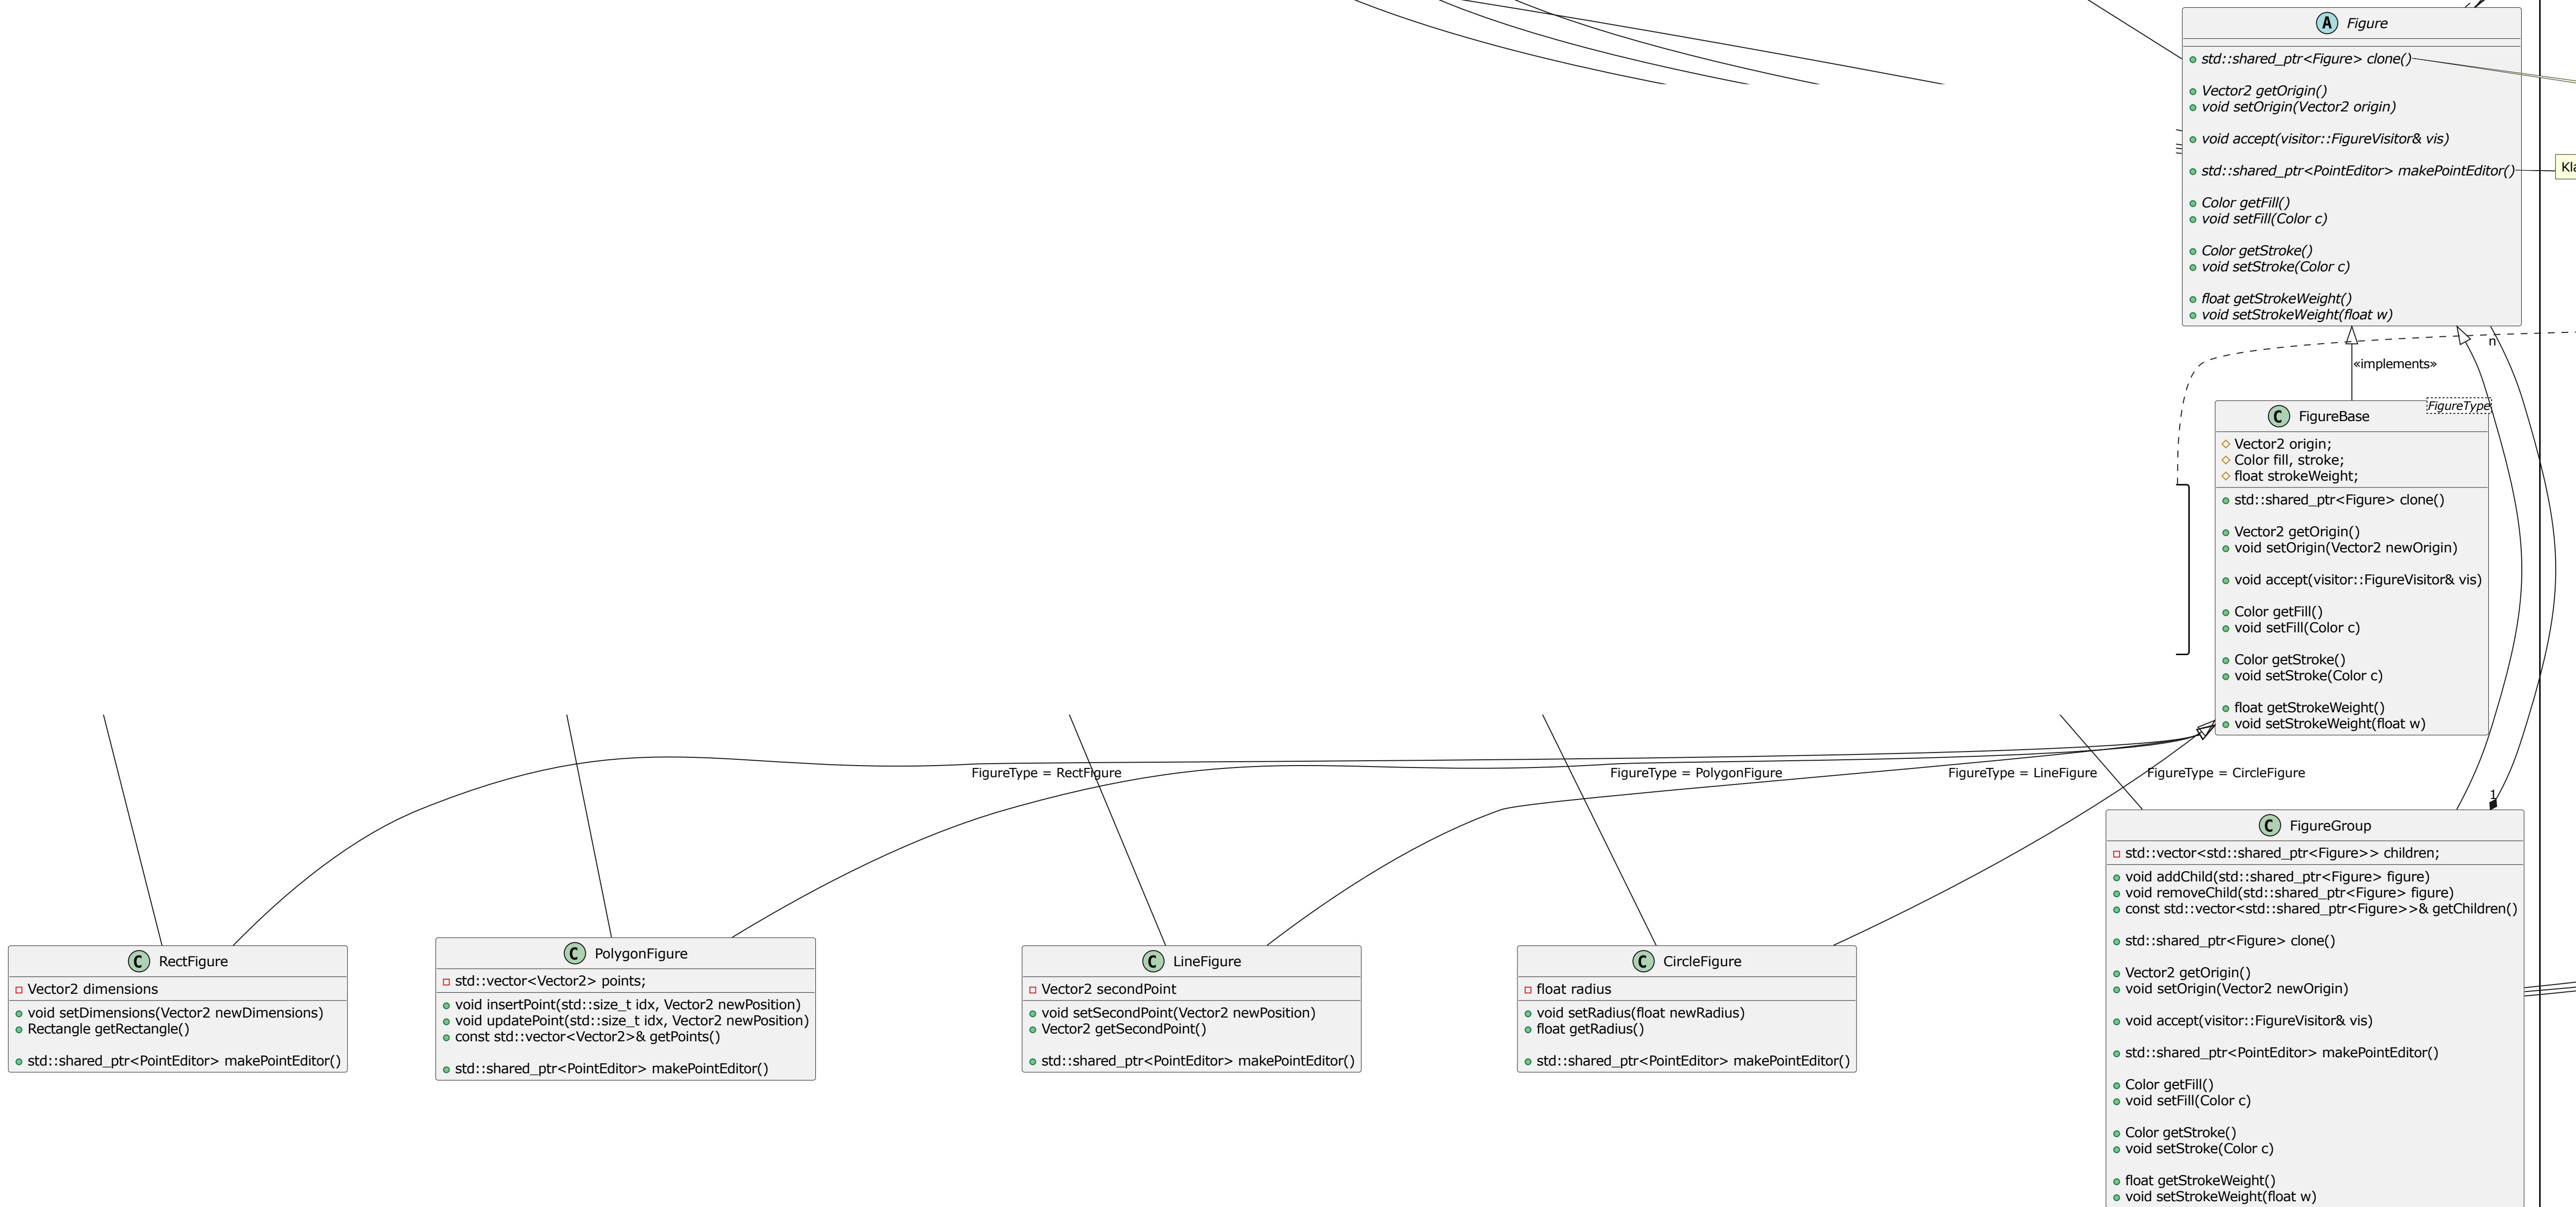 A Figure
std::shared_ptr<Figure> clone()
Vector2 getOrigin()
void setOrigin(Vector2 origin)
void accept(visitor::FigureVisitor& vis)
std::shared_ptr<PointEditor> makePointEditor()
Color getFill()
void setFill(Color c)
Color getStroke()
void setStroke(Color c)
float getStrokeWeight()
void setStrokeWeight(float w)
n
«implements»
FigureType
C FigureBase
Vector2 origin;
Color fill, stroke;
float strokeWeight;
std::shared_ptr<Figure> clone()
Vector2 getOrigin()
void setOrigin(Vector2 newOrigin)
void accept(visitor::FigureVisitor& vis)
Color getFill()
void setFill(Color c)
Color getStroke()
void setStroke(Color c)
float getStrokeWeight()
void setStrokeWeight(float w)
FigureType = RectFigure
FigureType = PolygonFigure
FigureType = LineFigure
FigureType = CircleFigure
1
C RectFigure
Vector2 dimensions
void setDimensions(Vector2 newDimensions)
Rectangle getRectangle()
std::shared_ptr<PointEditor> makePointEditor()
C PolygonFigure
std::vector<Vector2> points;
void insertPoint(std::size_t idx, Vector2 newPosition)
void updatePoint(std::size_t idx, Vector2 newPosition)
const std::vector<Vector2>& getPoints()
std::shared_ptr<PointEditor> makePointEditor()
C LineFigure
Vector2 secondPoint
void setSecondPoint(Vector2 newPosition)
Vector2 getSecondPoint()
std::shared_ptr<PointEditor> makePointEditor()
C CircleFigure
float radius
void setRadius(float newRadius)
float getRadius()
std::shared_ptr<PointEditor> makePointEditor()
C FigureGroup
std::vector<std::shared_ptr<Figure>> children;
void addChild(std::shared_ptr<Figure> figure)
void removeChild(std::shared_ptr<Figure> figure)
const std::vector<std::shared_ptr<Figure>>& getChildren()
std::shared_ptr<Figure> clone()
Vector2 getOrigin()
void setOrigin(Vector2 newOrigin)
void accept(visitor::FigureVisitor& vis)
std::shared_ptr<PointEditor> makePointEditor()
Color getFill()
void setFill(Color c)
Color getStroke()
void setStroke(Color c)
float getStrokeWeight()
void setStrokeWeight(float w)